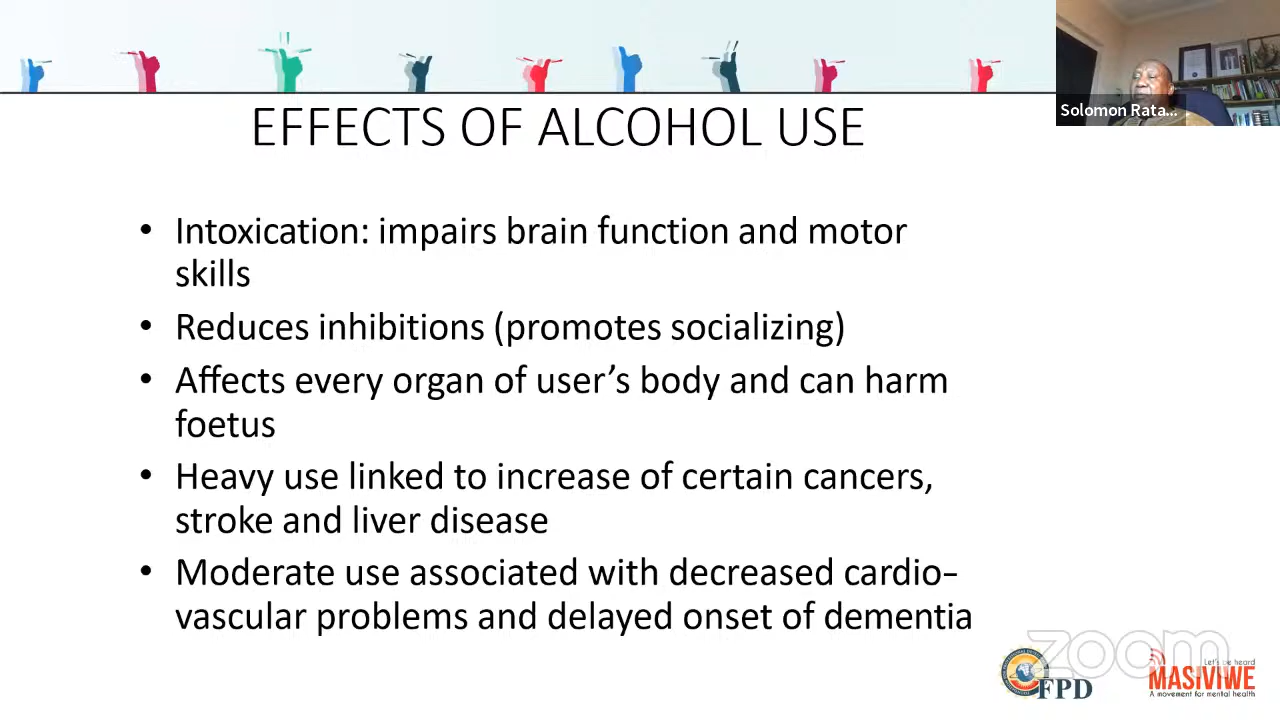 EFFECTS OF ALCOHOL USE
Solomon Rata...
• Intoxication: impairs brain function and motor
skills
• Reduces inhibitions (promotes socializing)
• Affects every organ of user’s body and can harm
foetus
• Heavy use linked to increase of certain cancers,
stroke and liver disease
• Moderate use associated with decreased cardio-
vascular problems and delayed onset of dementia
zoom
FPD
Let's be heard
MASIVIWE
A movement for mental health